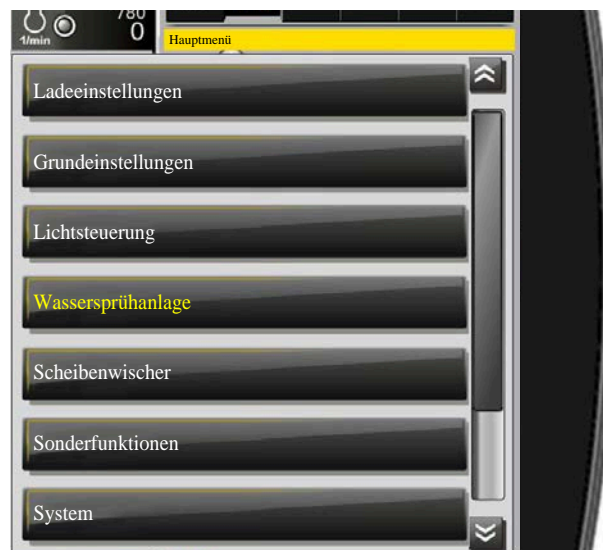 780
1/min 0
Hauptmenü
Ladeeinstellungen
Grundeinstellungen
Lichtsteuerung
Wassersprühanlage
Scheibenwischer
Sonderfunktionen
System